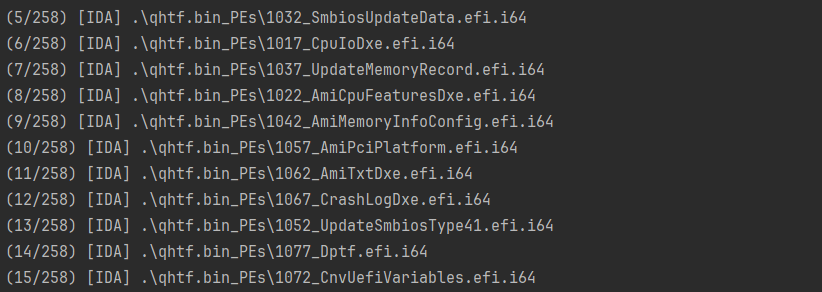 (5/258) [IDA] .\qhtf.bin_PEs\1032_SmbiosUpdateData.efi.i64
(6/258) [IDA] .\qhtf.bin_PEs\1017_CpuIoDxe.efi.i64
(7/258) [IDA] .\qhtf.bin_PEs\1037_UpdateMemoryRecord.efi.i64
(8/258) [IDA] .\qhtf.bin_PEs\1022_AmiCpuFeaturesDxe.efi.i64
(9/258) [IDA] .\qhtf.bin_PEs\1042_AmiMemoryInfoConfig.efi.i64
(10/258) [IDA] .\qhtf.bin_PEs\1057_AmiPciPlatform.efi.i64
(11/258) [IDA] .\qhtf.bin_PEs\1062_AmiTxtDxe.efi.i64
(12/258) [IDA] .\qhtf.bin_PEs\1067_CrashLogDxe.efi.i64
(13/258) [IDA] .\qhtf.bin_PEs\1052_UpdateSmbiosType41.efi.i64
(14/258) [IDA] .\qhtf.bin_PEs\1077_Dptf.efi.i64
(15/258) [IDA] .\qhtf.bin_PEs\1072_CnvUefiVariables.efi.i64